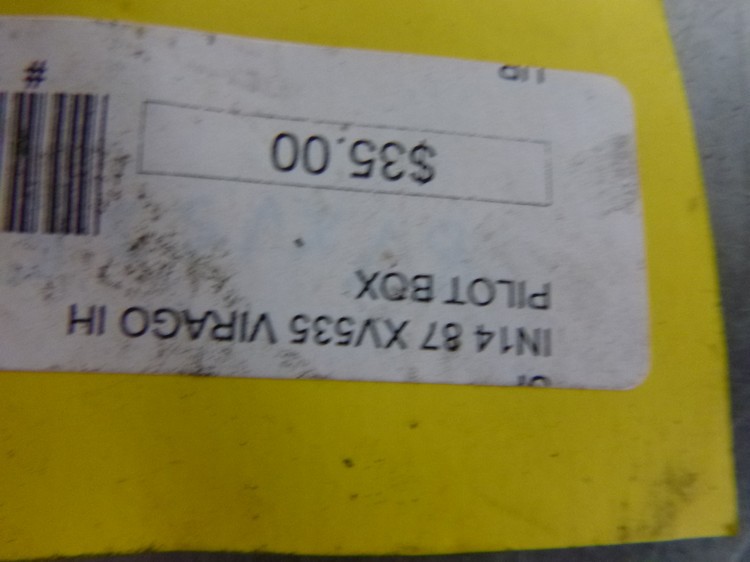 IN14 87 XV535 VIRAGO IH
PILOT BOX
$35.00
#